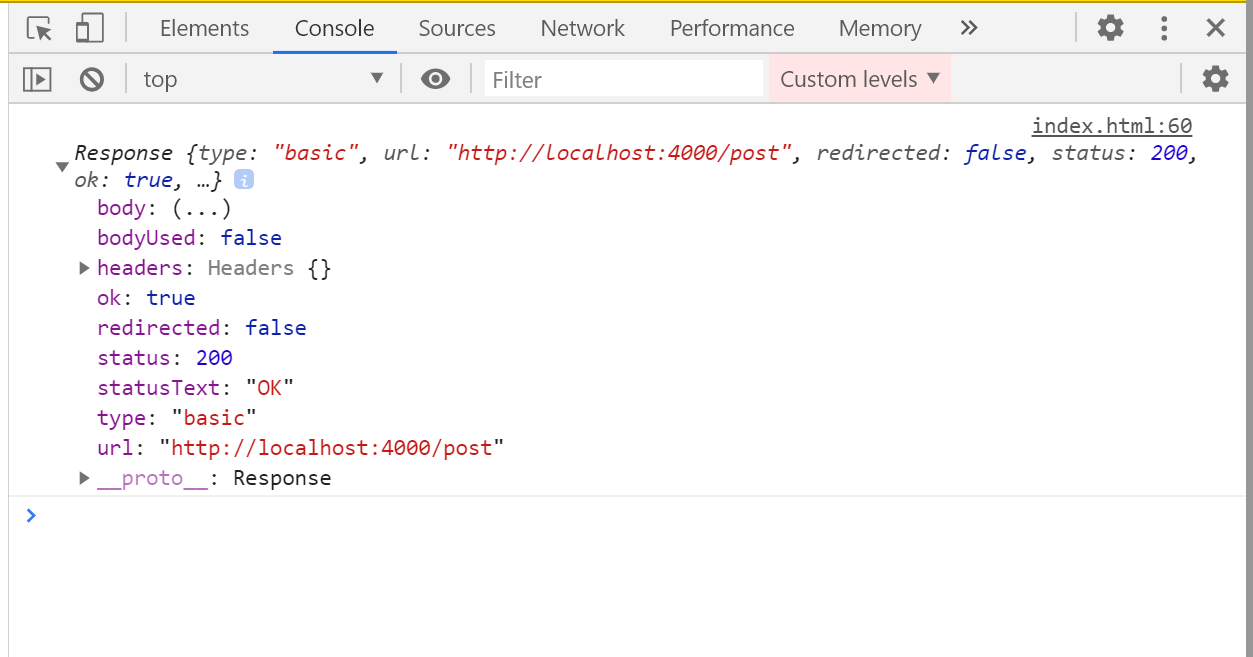 Elements Console Sources Network Performance Memory
top Filter Custom levels
index.html:60
Response {type: "basic", url: "http://localhost:4000/post", redirected: false, status: 200,
ok: true, …} i
body: (...)
bodyUsed: false
headers: Headers {}
ok: true
redirected: false
status: 200
statusText: "OK"
type: "basic"
url: "http://localhost:4000/post"
__proto__: Response